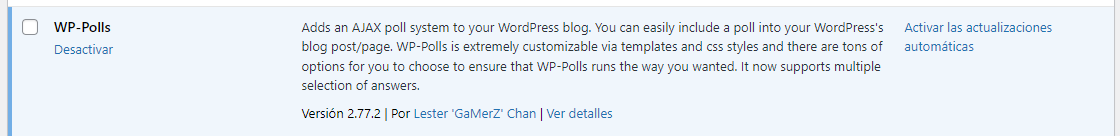 WP-Polls
Desactivar
Adds an AJAX poll system to your WordPress blog. You can easily include a poll into your WordPress's
blog post/page. WP-Polls is extremely customizable via templates and css styles and there are tons of
options for you to choose to ensure that WP-Polls runs the way you wanted. It now supports multiple
selection of answers.
Versión 2.77.2 | Por Lester 'GaMerZ' Chan | Ver detalles
Activar las actualizaciones
automáticas